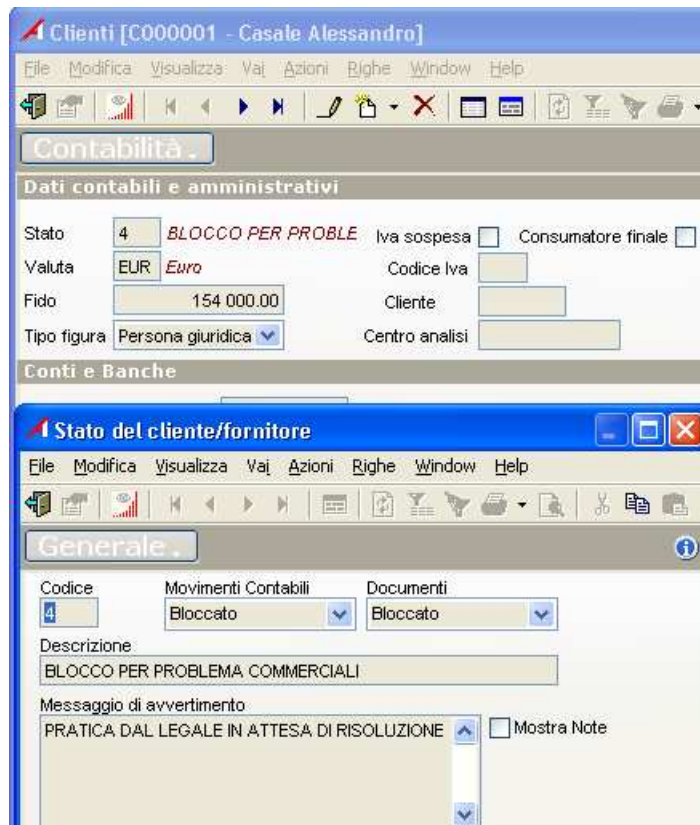 Clienti [C000001 - Casale Alessandro]
File Modifica Visualizza Vai Azioni Righe Window Help
Contabilità.
Dati contabili e amministrativi
Stato 4 BLOCCO PER PROBLE Iva sospesa Consumatore finale
Valuta EUR Euro Codice Iva
Fido 154 000.00 Cliente
Tipo figura Persona giuridica Centro analisi
Conti e Banche
Stato del cliente/fornitore
File Modifica Visualizza Vai Azioni Righe Window Help
Generale.
Codice Movimenti Contabili Documenti
4 Bloccato Bloccato
Descrizione
BLOCCO PER PROBLEMA COMMERCIALI
Messaggio di avvertimento
PRATICA DAL LEGALE IN ATTESA DI RISOLUZIONE Mostra Note